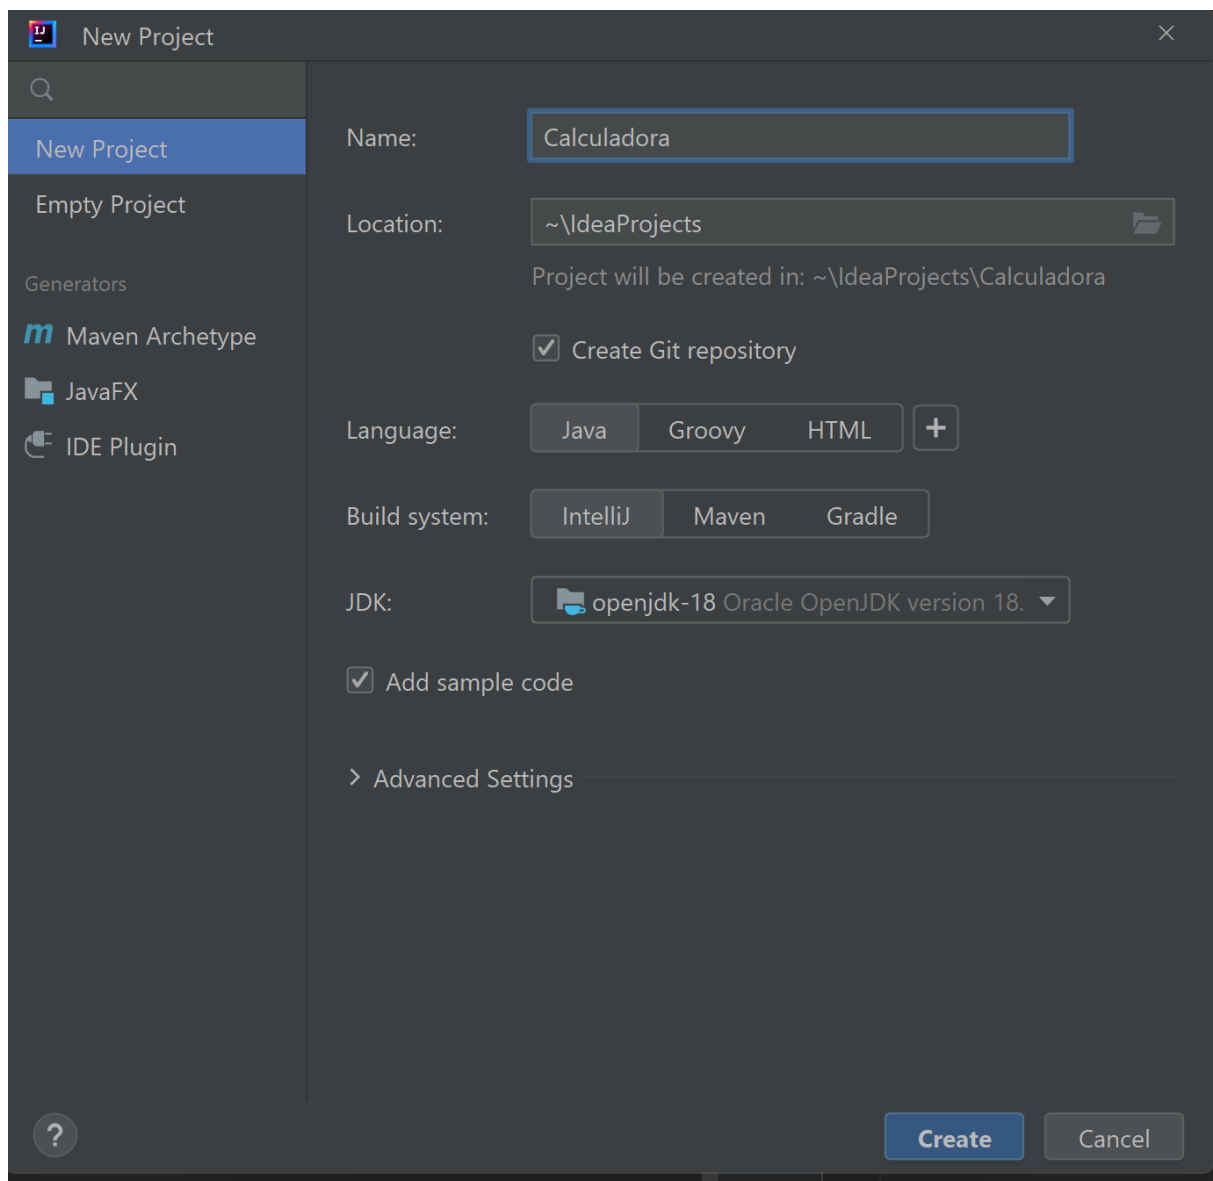 New Project
New Project
Empty Project
Generators
Maven Archetype
JavaFX
IDE Plugin
Name: Calculadora
Location: ~\IdeaProjects
Project will be created in: ~\IdeaProjects\Calculadora
Create Git repository
Language: Java Groovy HTML +
Build system: IntelliJ Maven Gradle
JDK: openjdk-18 Oracle OpenJDK version 18.
Add sample code
Advanced Settings
? Create Cancel